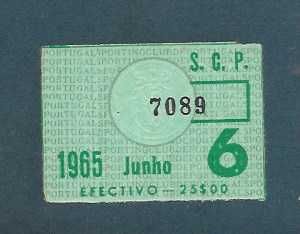 S. C. P.
7089
6
1965 Junho
EFECTIVO — 25$00